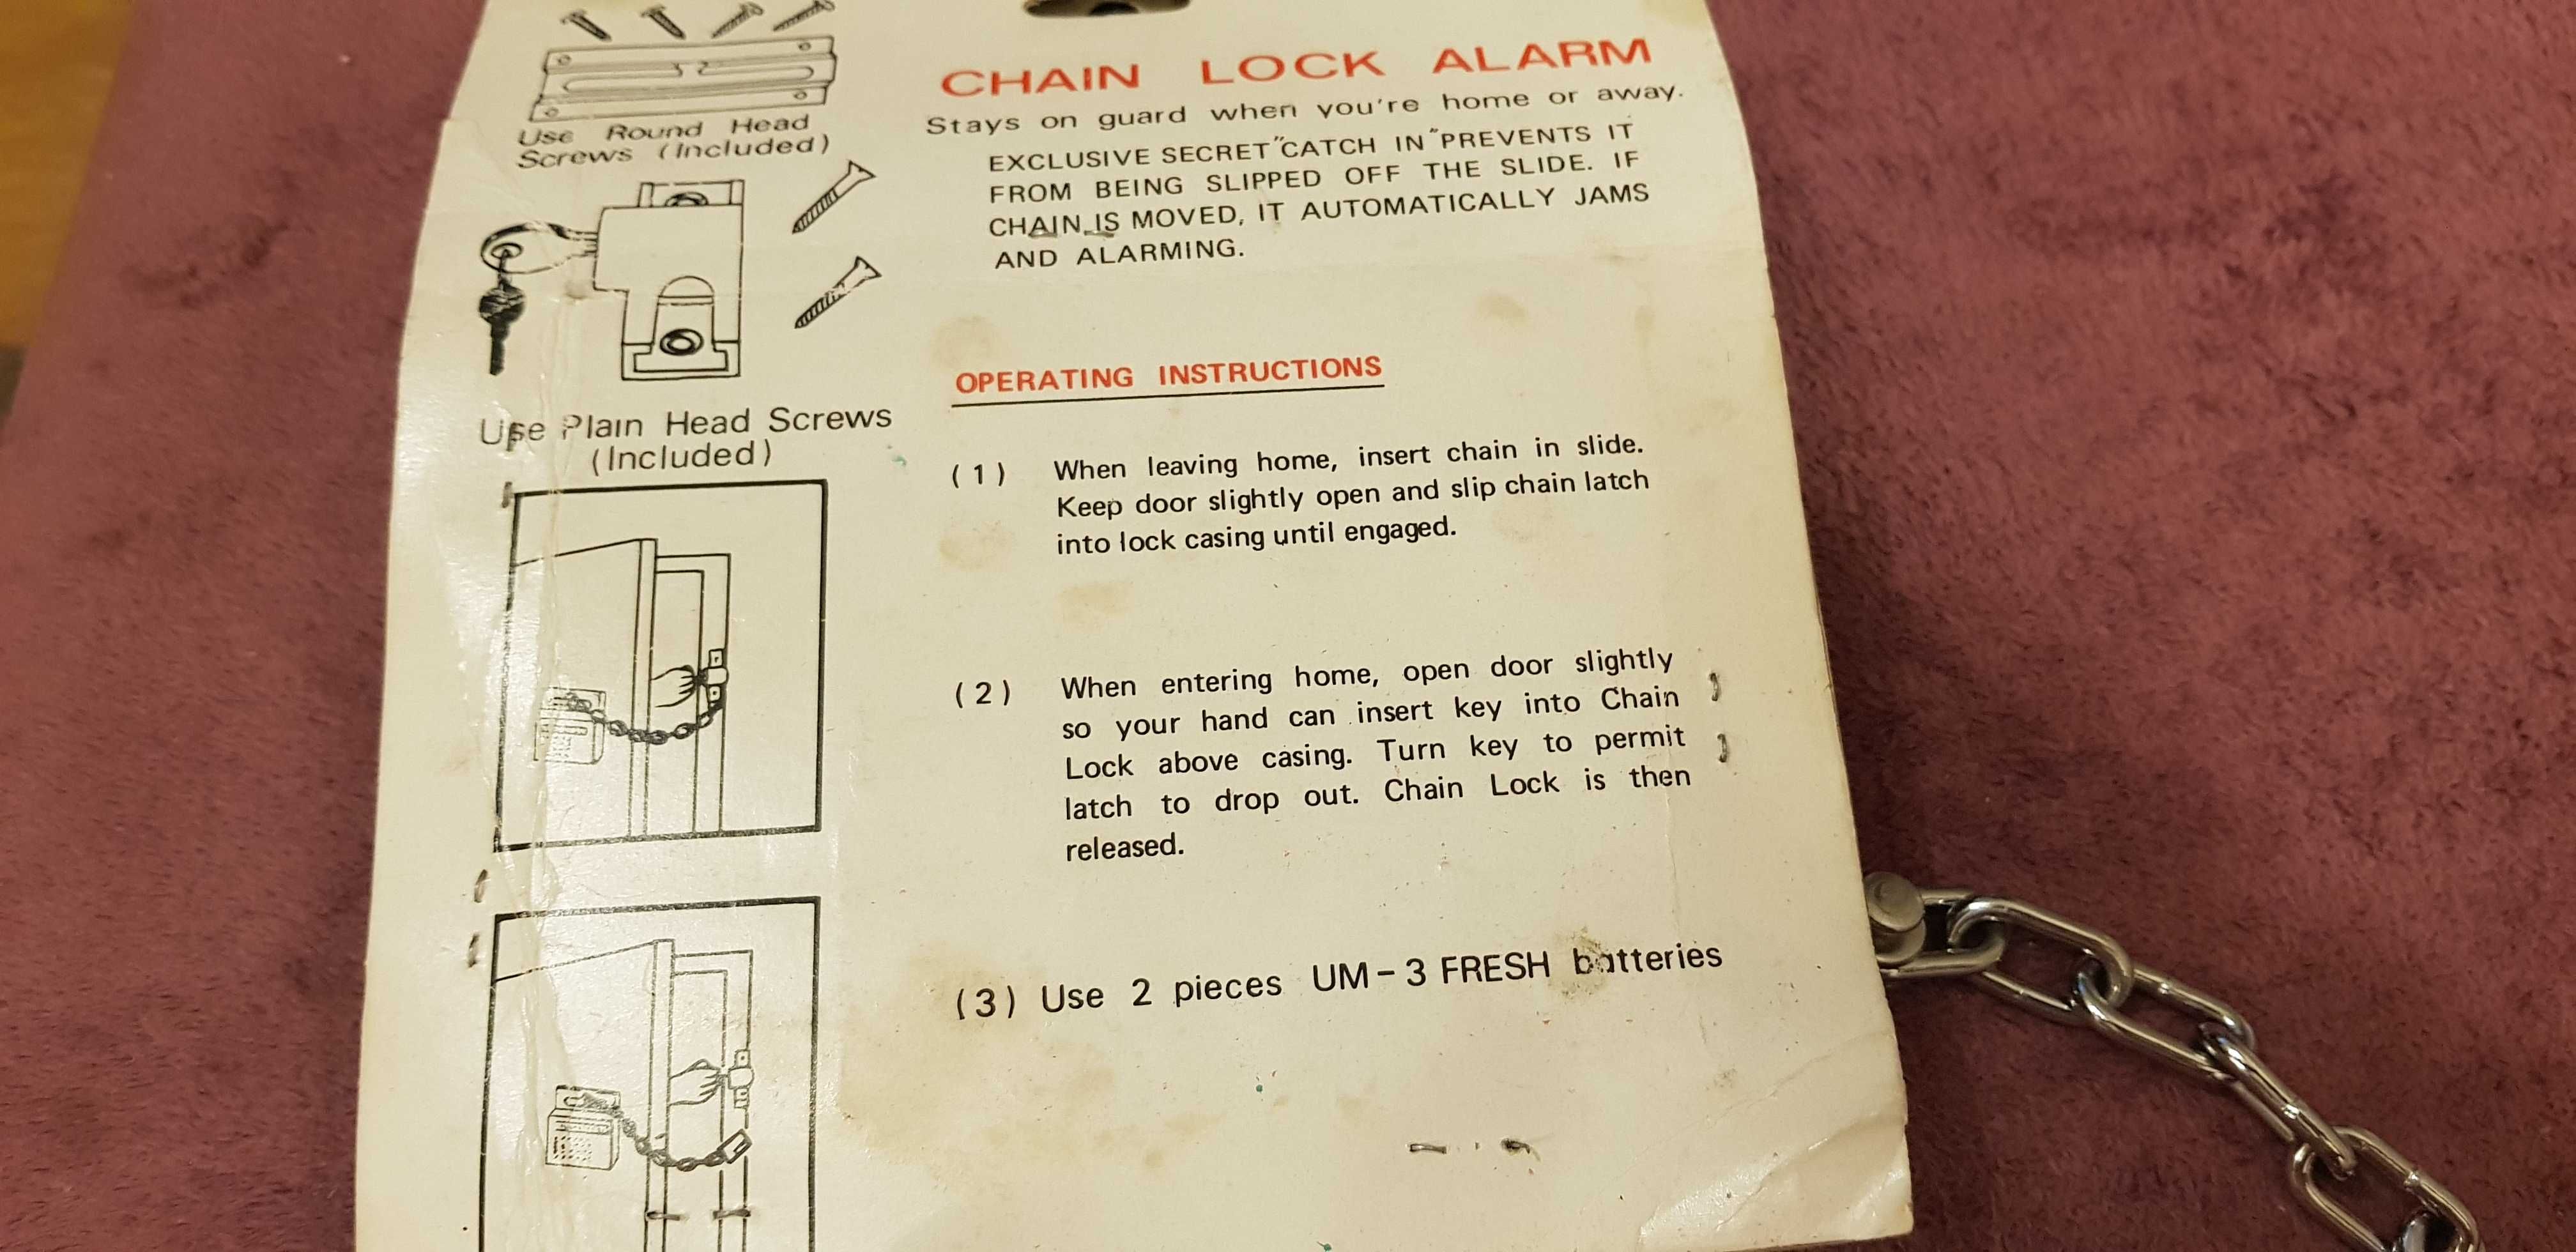 Use Round Head
Screws (Included)
Use Plain Head Screws
(Included)
CHAIN LOCK ALARM
Stays on guard when you're home or away.
EXCLUSIVE SECRET "CATCH IN" PREVENTS IT
FROM BEING SLIPPED OFF THE SLIDE. IF
CHAIN IS MOVED, IT AUTOMATICALLY JAMS
AND ALARMING.
OPERATING INSTRUCTIONS
(1) When leaving home, insert chain in slide.
Keep door slightly open and slip chain latch
into lock casing until engaged.
(2) When entering home, open door slightly
so your hand can insert key into Chain
Lock above casing. Turn key to permit
latch to drop out. Chain Lock is then
released.
(3) Use 2 pieces UM-3 FRESH batteries